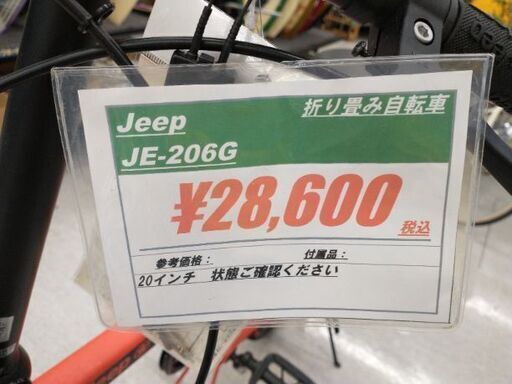 Jeep 折り畳み自転車
JE-206G
¥28,600 税込
参考価格： 付属品：
20インチ 状態ご確認ください